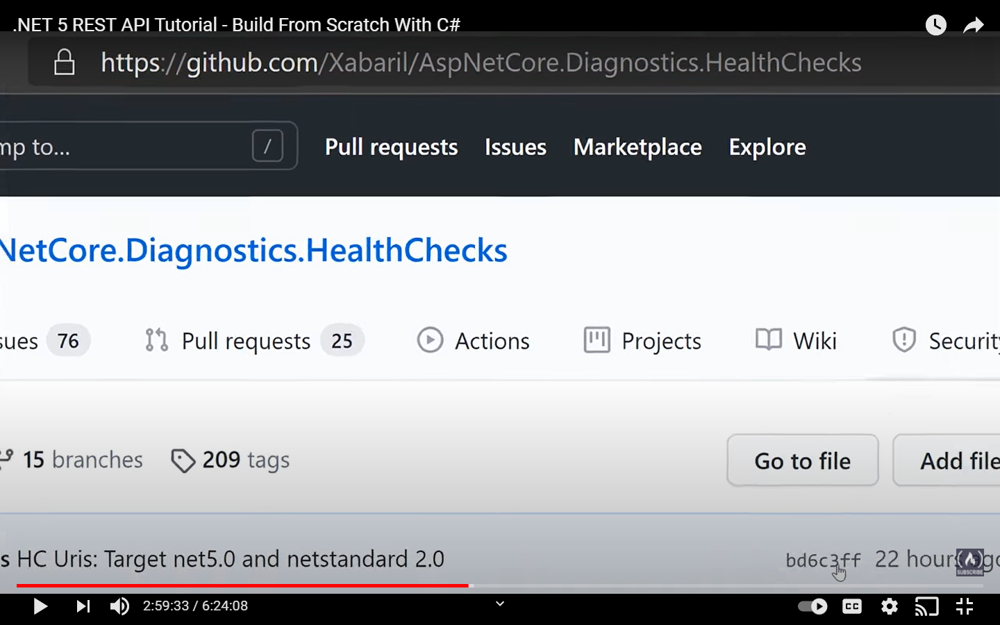 .NET 5 REST API Tutorial - Build From Scratch With C#
https://github.com/Xabaril/AspNetCore.Diagnostics.HealthChecks
mp to... / Pull requests Issues Marketplace Explore
NetCore.Diagnostics.HealthChecks
sues 76 Pull requests 25 Actions Projects Wiki Security
15 branches 209 tags Go to file Add file
s HC Uris: Target net5.0 and netstandard 2.0 bd6c3ff 22 hours ago
SUBSCRIBE
2:59:33 / 6:24:08 CC